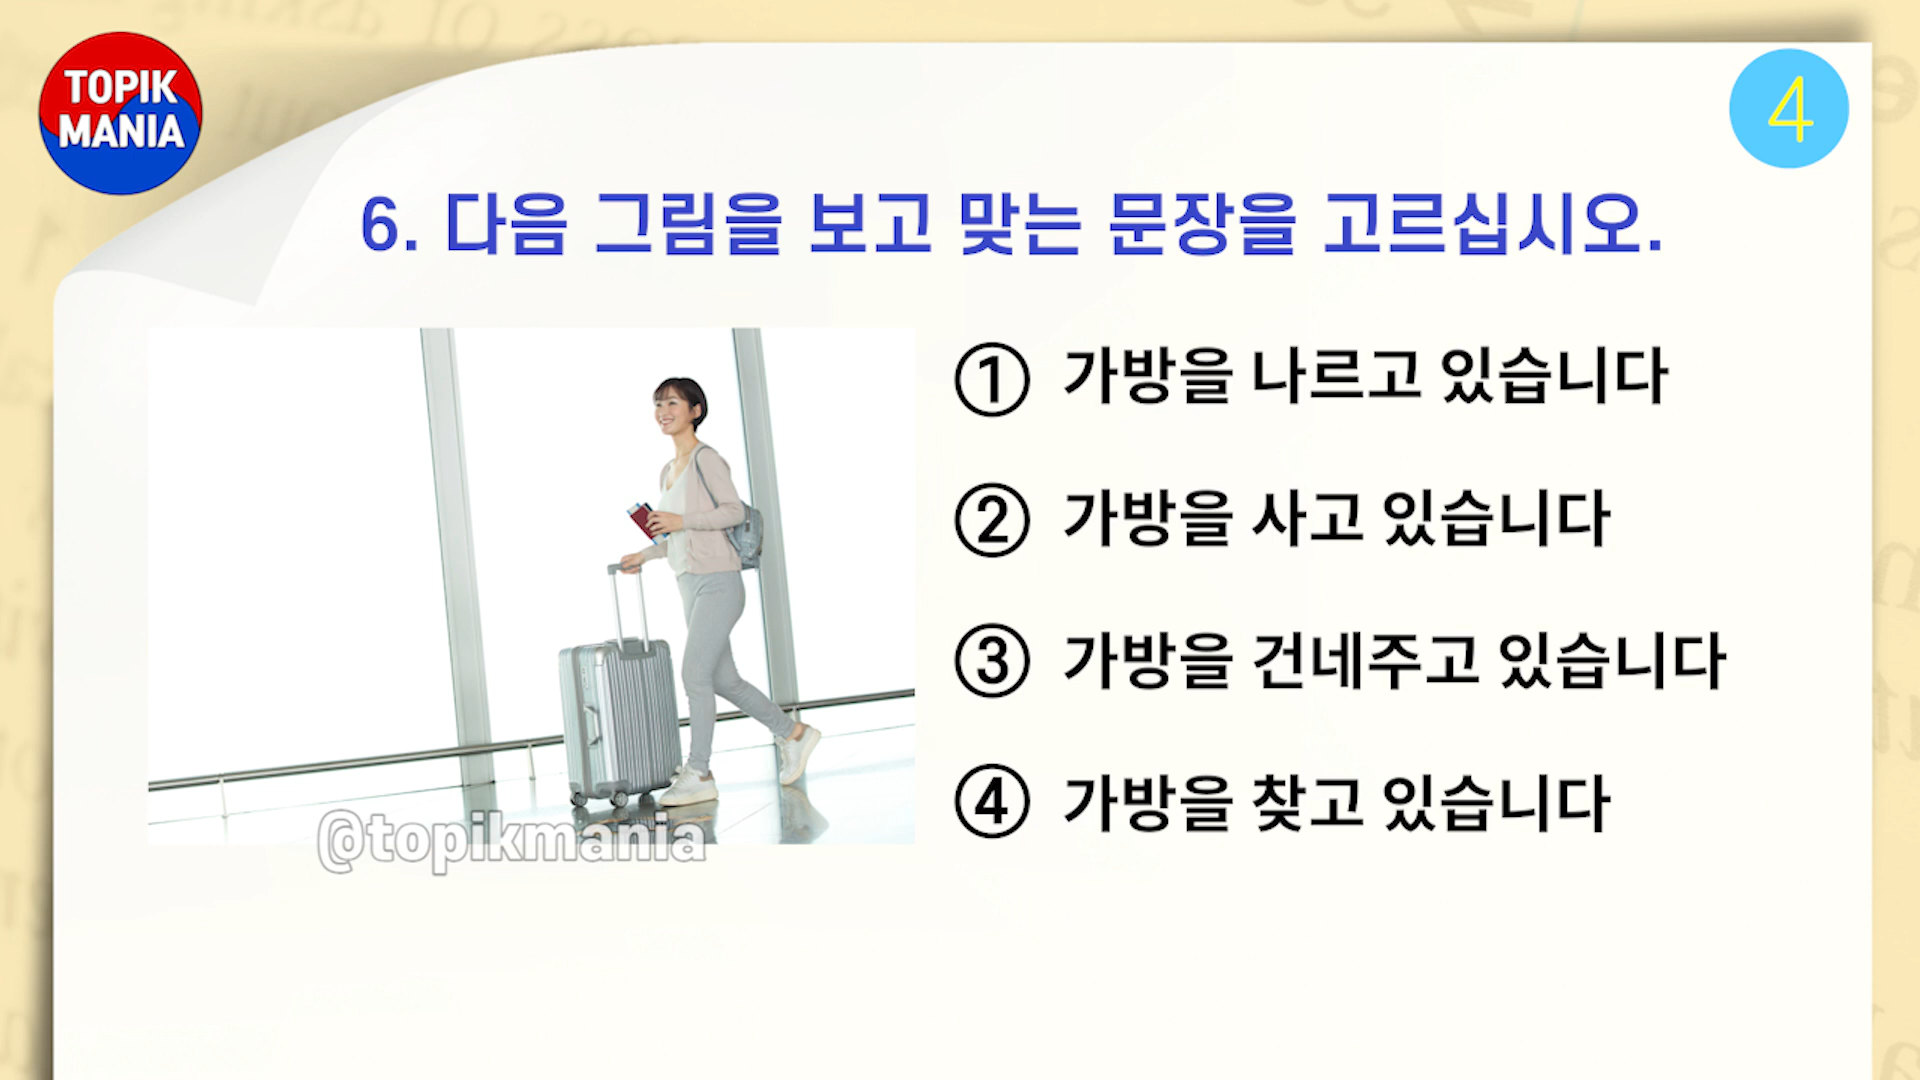 TOPIK
MANIA
4
6. 다음 그림을 보고 맞는 문장을 고르십시오.
① 가방을 나르고 있습니다
② 가방을 사고 있습니다
③ 가방을 건네주고 있습니다
④ 가방을 찾고 있습니다
@topikmania